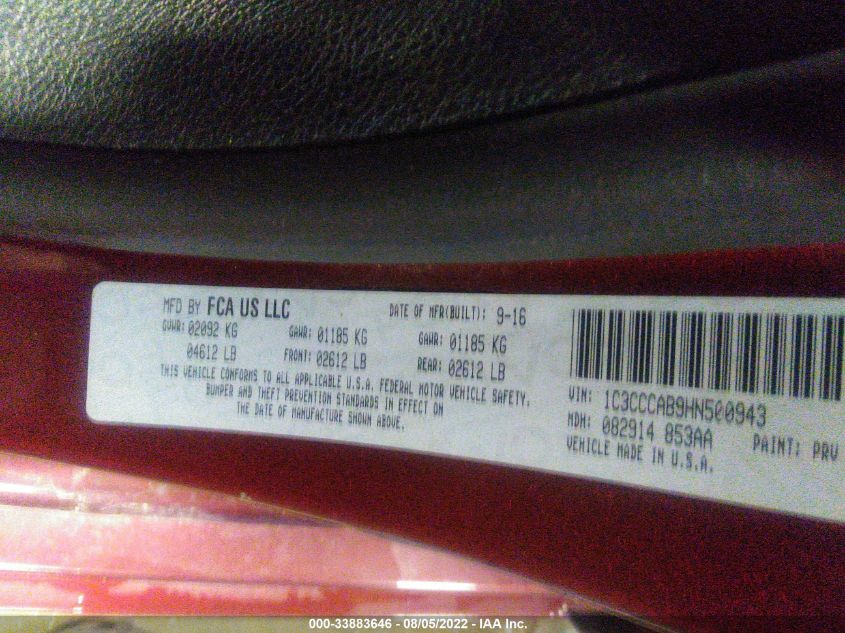 MFD BY FCA US LLC
DATE OF MFR(BUILT): 9-16
GVWR: 02092 KG GAWR: 01185 KG GAWR: 01185 KG
04612 LB FRONT: 02612 LB REAR: 02612 LB
THIS VEHICLE CONFORMS TO ALL APPLICABLE U.S.A. FEDERAL MOTOR VEHICLE SAFETY,
BUMPER AND THEFT PREVENTION STANDARDS IN EFFECT ON
THE DATE OF MANUFACTURE SHOWN ABOVE.
VIN: 1C3CCCAB9HN500943
MDH: 082914 853AA PAINT: PRV
VEHICLE MADE IN U.S.A.
000-33883646 - 08/05/2022 - IAA Inc.